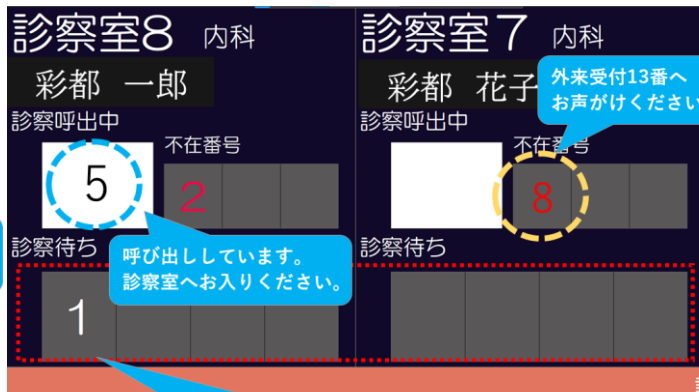 診察室8 内科
彩都 一郎
診察呼出中
不在番号
5
2
呼び出ししています。
診察室へお入りください。
診察待ち
1
診察室7 内科
彩都 花子
外来受付13番へ
お声がけください
診察呼出中
不在番号
8
診察待ち